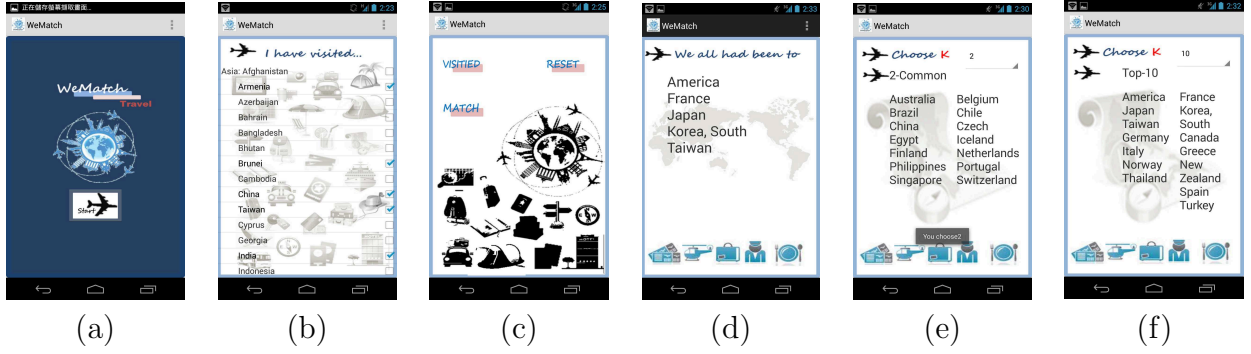 正在儲存螢幕擷取畫面...
WeMatch
WeMatch
Travel
Start
(a)
2:23
WeMatch
I have visited...
Asia: Afghanistan
Armenia
Azerbaijan
Bahrain
Bangladesh
Bhutan
Brunei
Cambodia
China
Taiwan
Cyprus
Georgia
India
Indonesia
(b)
2:25
WeMatch
VISITIED
RESET
MATCH
(c)
2:33
WeMatch
We all had been to
America
France
Japan
Korea, South
Taiwan
(d)
2:30
WeMatch
Choose K 2
2-Common
Australia Belgium
Brazil Chile
China Czech
Egypt Iceland
Finland Netherlands
Philippines Portugal
Singapore Switzerland
You choose2
(e)
2:32
WeMatch
Choose K 10
Top-10
America France
Japan Korea,
Taiwan South
Germany Canada
Italy Greece
Norway New
Thailand Zealand
Spain
Turkey
(f)